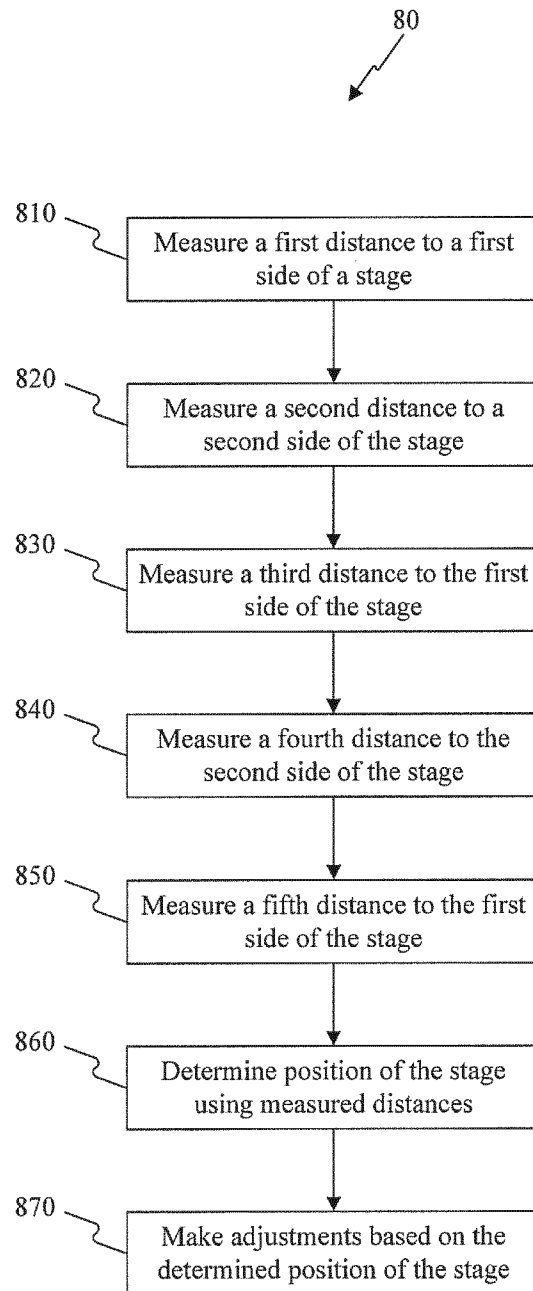 80
810
Measure a first distance to a first
side of a stage
820
Measure a second distance to a
second side of the stage
830
Measure a third distance to the first
side of the stage
840
Measure a fourth distance to the
second side of the stage
850
Measure a fifth distance to the first
side of the stage
860
Determine position of the stage
using measured distances
870
Make adjustments based on the
determined position of the stage